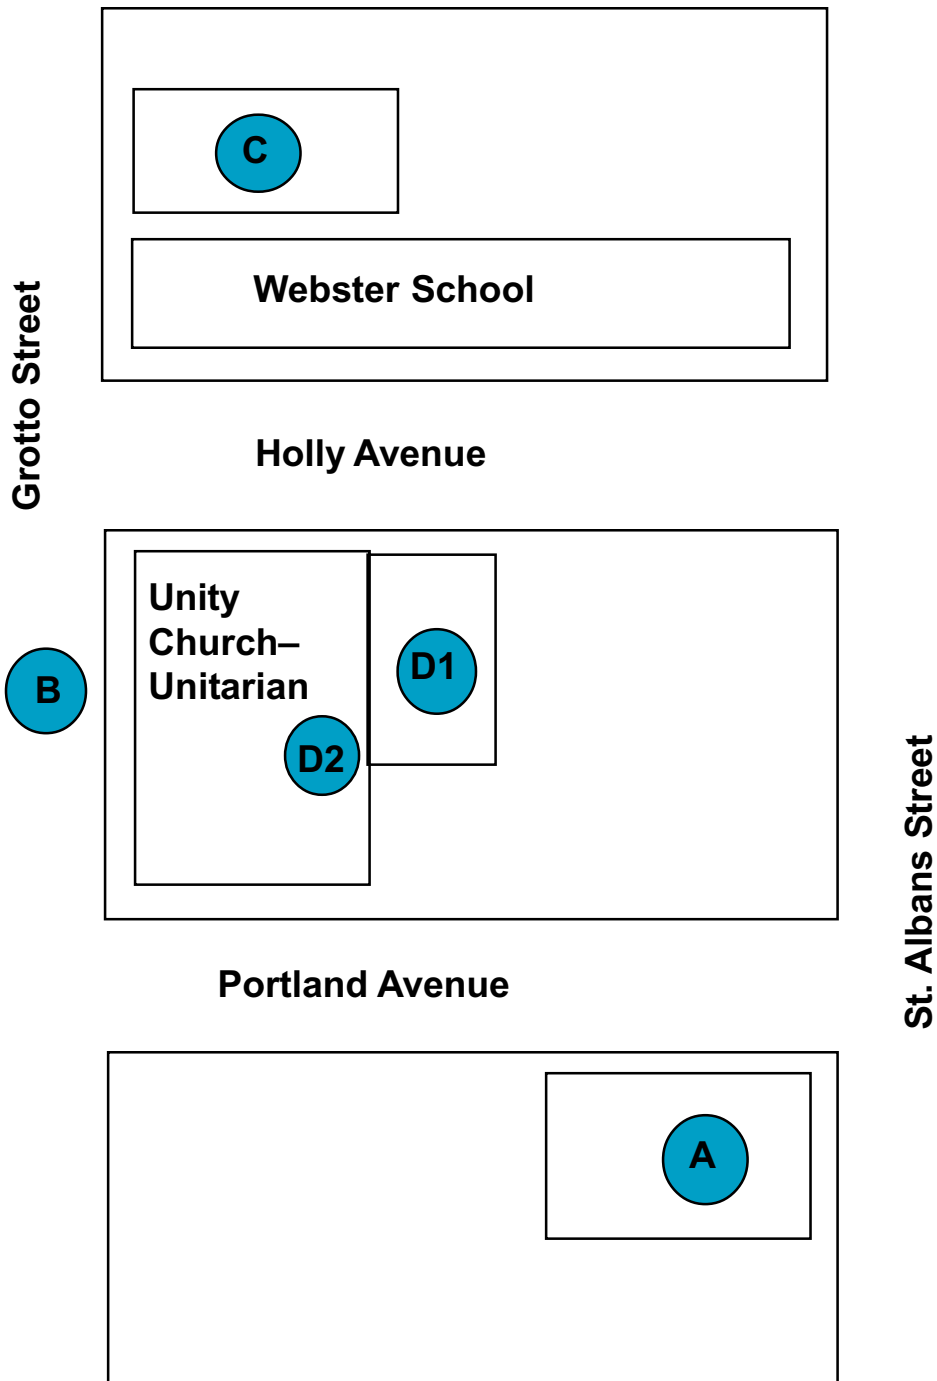 C
Webster School
Grotto Street
Holly Avenue
Unity
Church–
Unitarian
D1
B
D2
St. Albans Street
Portland Avenue
A